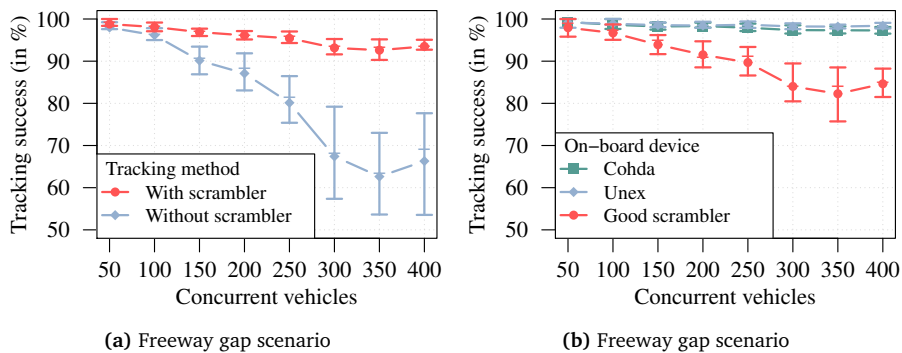 Tracking success (in %)
100
90
80
70
60
50
Tracking method
With scrambler
Without scrambler
50 100 150 200 250 300 350 400
Concurrent vehicles
(a) Freeway gap scenario
Tracking success (in %)
100
90
80
70
60
50
On−board device
Cohda
Unex
Good scrambler
50 100 150 200 250 300 350 400
Concurrent vehicles
(b) Freeway gap scenario